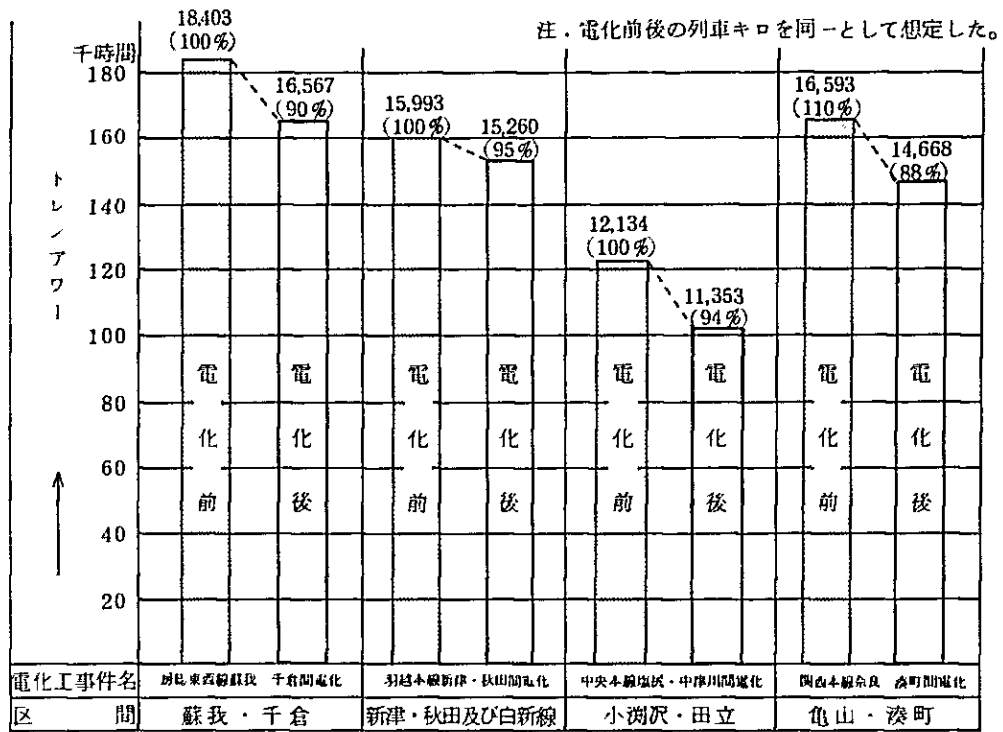 注．電化前後の列車キロを同一として想定した。
千時間
180
160
140
120
100
80
60
40
20
トレンアワー
18,403
(100%)
16,567
(90%)
15,993
(100%)
15,260
(95%)
12,134
(100%)
11,353
(94%)
16,593
(110%)
14,668
(88%)
電化前
電化後
電化前
電化後
電化前
電化後
電化前
電化後
電化工事件名
房総東西線蘇我 千倉間電化
羽越本線新津・秋田間電化
中央本線塩尻・中津川間電化
関西本線奈良 湊町間電化
区間
蘇我・千倉
新津・秋田及び白新線
小渕沢・田立
亀山・湊町